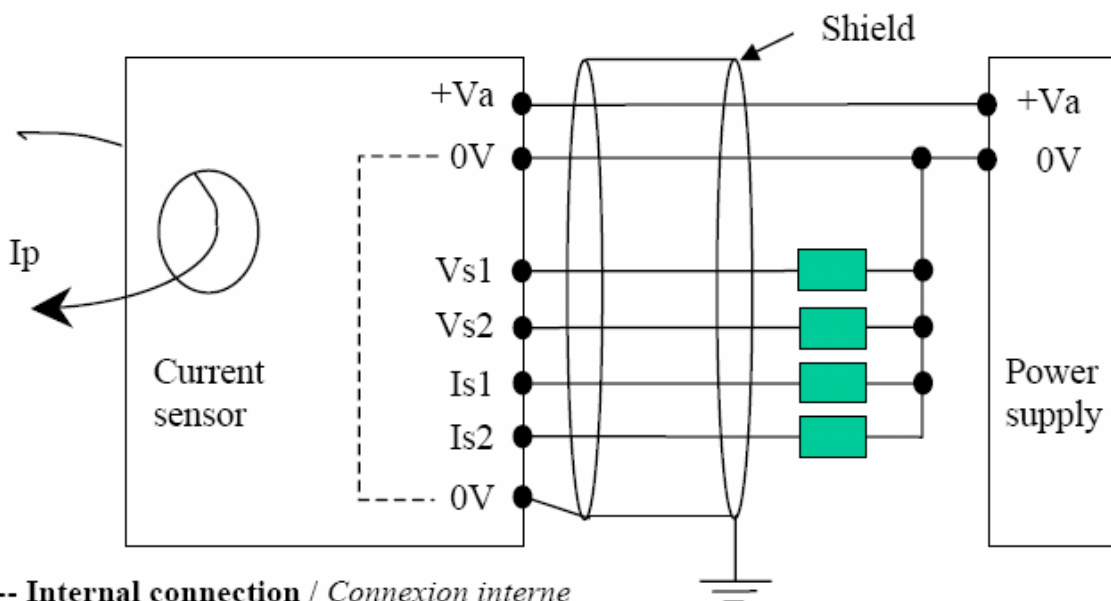 Shield
+Va
+Va
0V
0V
Ip
Vs1
Vs2
Current
sensor
Is1
Power
supply
Is2
0V
-- Internal connection / Connexion interne